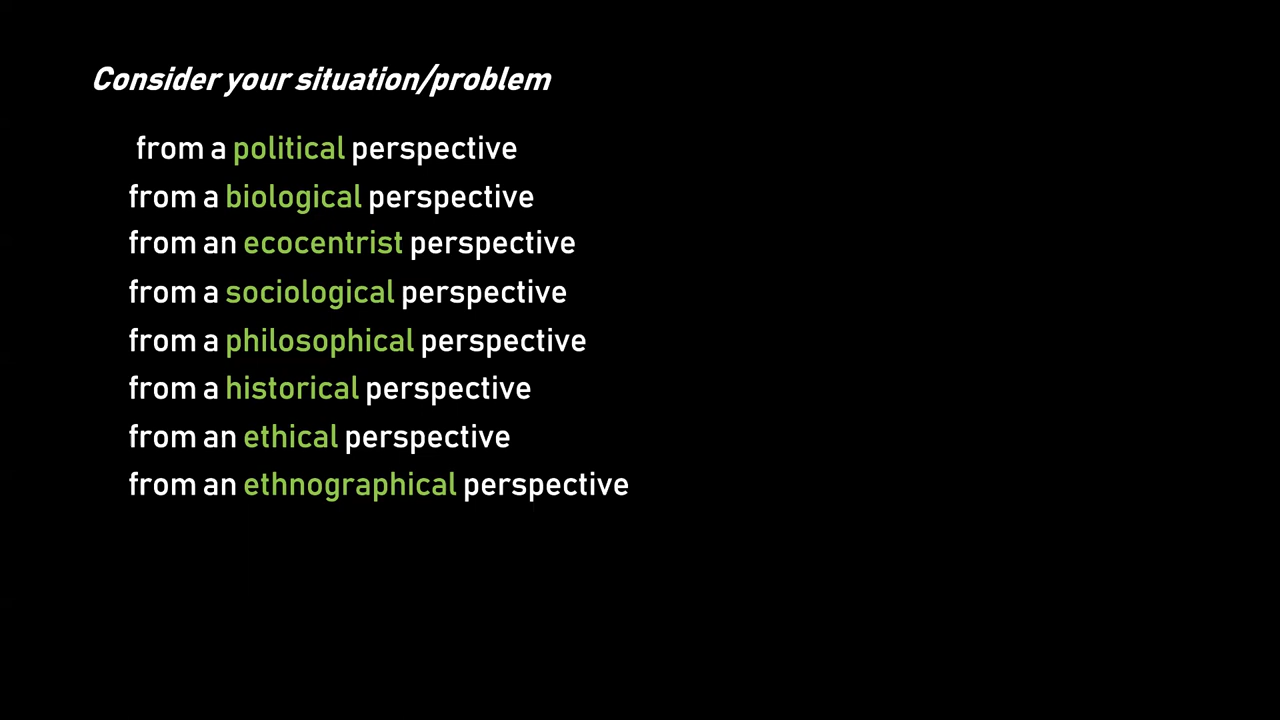 Consider your situation/problem
from a political perspective
from a biological perspective
from an ecocentrist perspective
from a sociological perspective
from a philosophical perspective
from a historical perspective
from an ethical perspective
from an ethnographical perspective